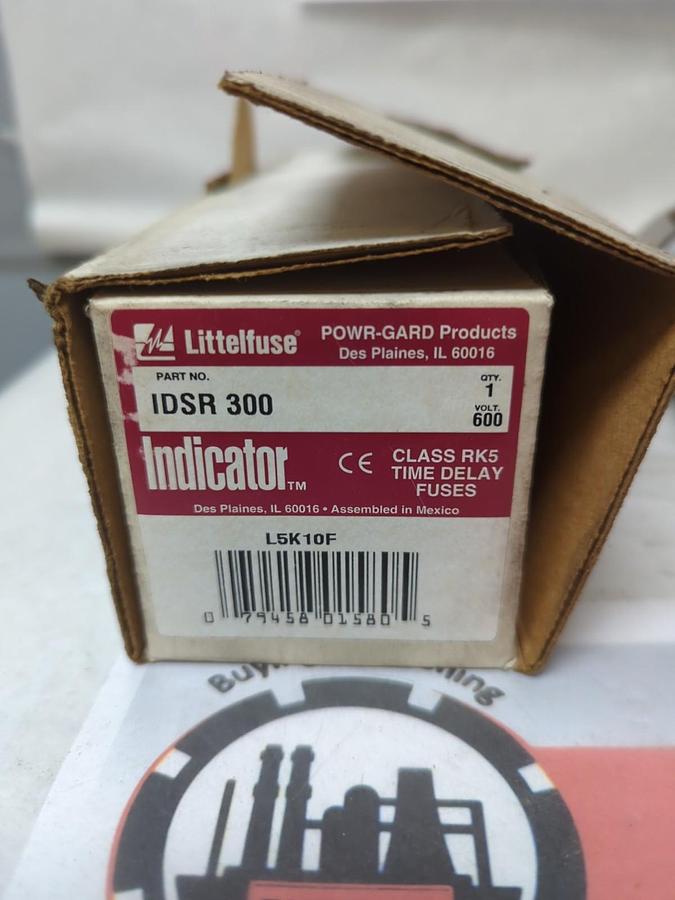 Littelfuse® POWR-GARD Products
Des Plaines, IL 60016
PART NO.
IDSR 300
QTY.
1
VOLT.
600
Indicator™
CE
CLASS RK5
TIME DELAY
FUSES
Des Plaines, IL 60016 • Assembled in Mexico
L5K10F
0 79458 01580 5